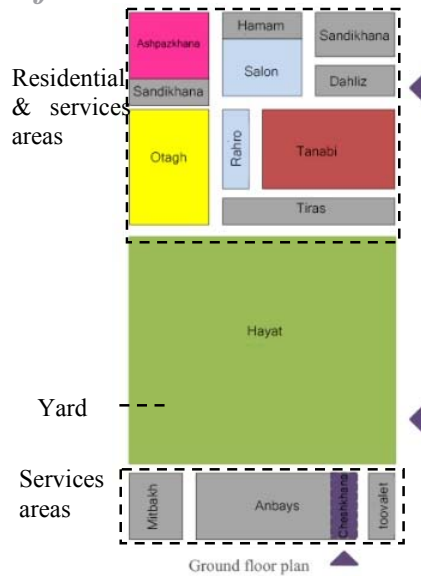 Residential
& services
areas
Ashpazkhana
Sandikhana
Hamam
Salon
Sandikhana
Dahliz
Otagh
Rahro
Tanabi
Tiras
Hayat
Yard
Services
areas
Mitbakh
Anbays
Cheshkhana
toovalet
Ground floor plan